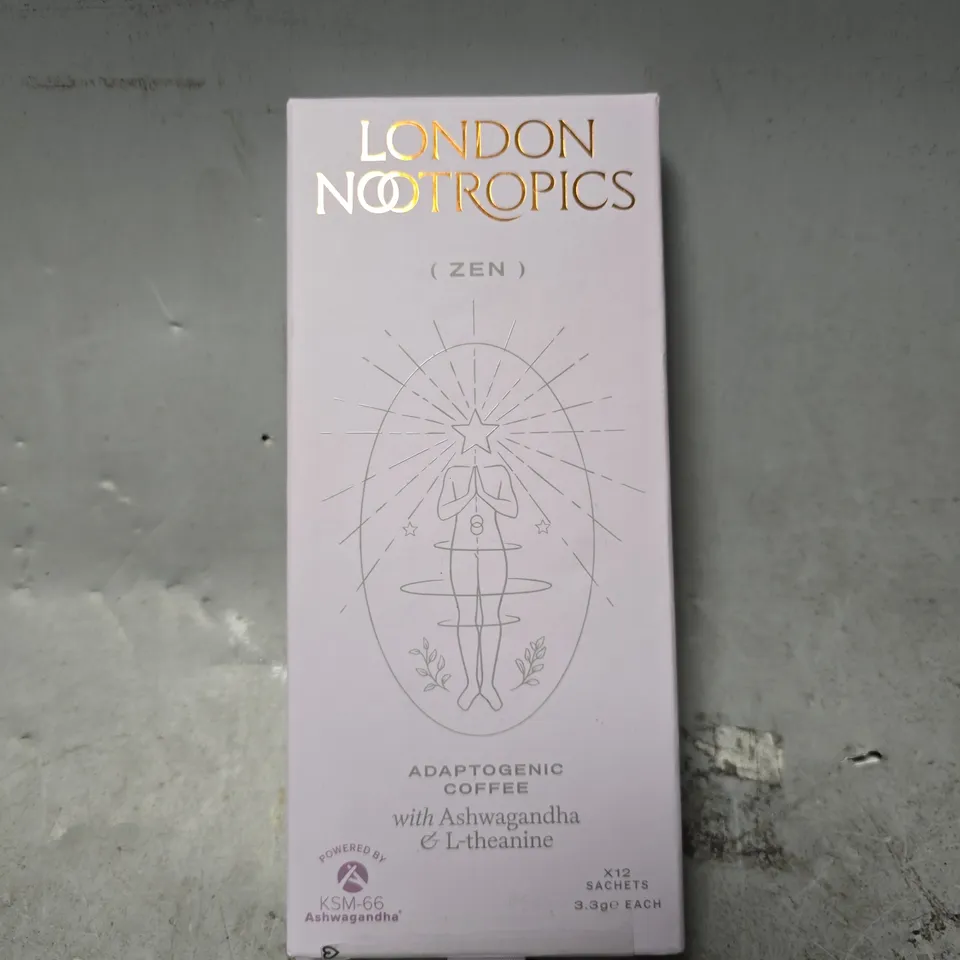 LONDON
NOOTROPICS
( ZEN )
ADAPTOGENIC
COFFEE
with Ashwagandha
& L-theanine
POWERED BY
KSM-66
Ashwagandha®
X12
SACHETS
3.3g℮ EACH